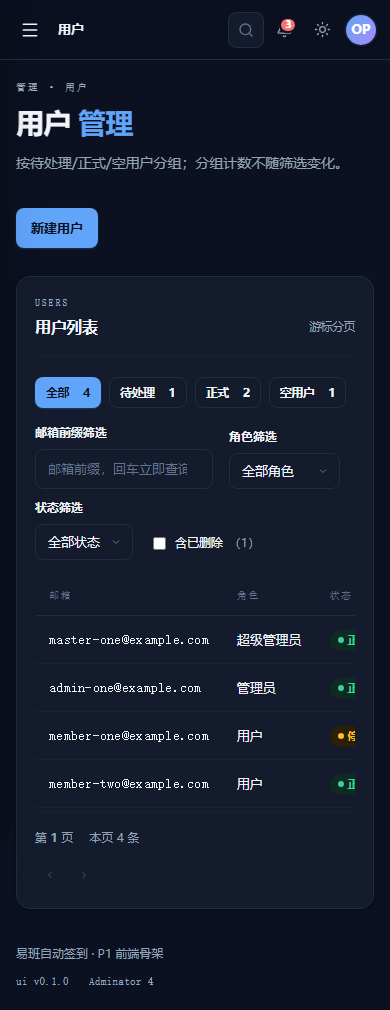 用户
3
OP
管理 • 用户
用户 管理
按待处理/正式/空用户分组；分组计数不随筛选变化。
新建用户
USERS
用户列表
游标分页
全部 4 待处理 1 正式 2 空用户 1
邮箱前缀筛选
角色筛选
邮箱前缀，回车立即查询
全部角色
状态筛选
全部状态
含已删除 (1)
邮箱 角色 状态
master-one@example.com 超级管理员 正
admin-one@example.com 管理员 正
member-one@example.com 用户
member-two@example.com 用户 正
第 1 页 本页 4 条
易班自动签到 · P1 前端骨架
ui v0.1.0 Adminator 4